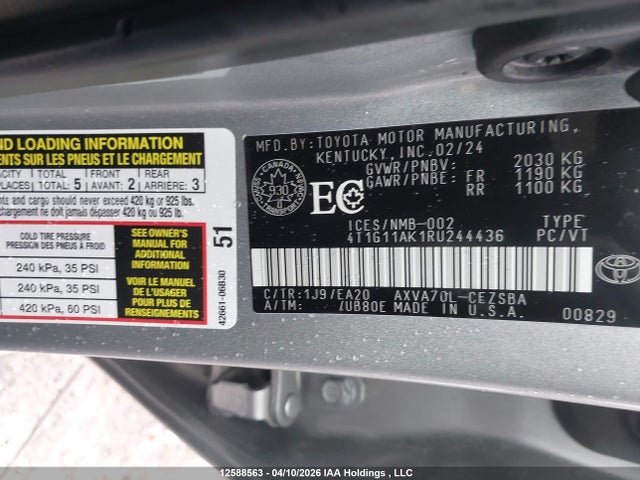 ND LOADING INFORMATION
ENTS SUR LES PNEUS ET LE CHARGEMENT
ACITY TOTAL FRONT REAR
PLACES TOTAL: 5 AVANT: 2 ARRIÈRE: 3
nts and cargo should never exceed 420 kg or 925 lbs.
chargement ne doit jamais dépasser 420 kg ou 925 lb.
COLD TIRE PRESSURE
PRESSION DES PNEUS À FROID
240 kPa, 35 PSI
240 kPa, 35 PSI
420 kPa, 60 PSI
SEE OWNER'S
MANUAL FOR
ADDITIONAL
INFORMATION
VOIR LE MANUEL
DE L'USAGER
POUR PLUS DE
RENSEIGNEMENTS
51
42661-06B30
MFD.BY:TOYOTA MOTOR MANUFACTURING,
KENTUCKY,INC.02/24
GVWR/PNBV: 2030 KG
GAWR/PNBE: FR 1190 KG
RR 1100 KG
CANADA
930
EC
ICES/NMB-002 TYPE
4T1G11AK1RU244436 PC/VT
C/TR:1J9/EA20 AXVA70L-CEZSBA
A/TM: /UB80E MADE IN U.S.A.
00829
TOYOTA
12588563 - 04/10/2026 IAA Holdings , LLC